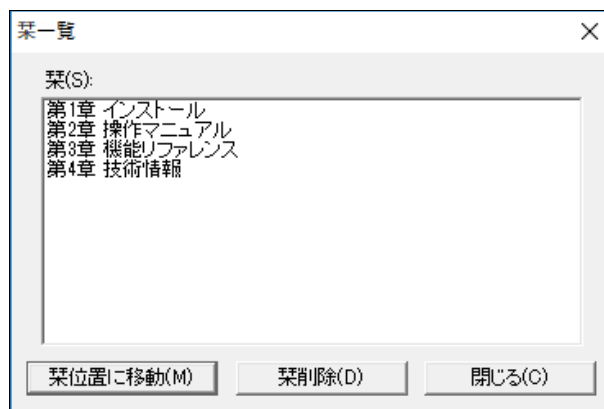 栞一覧
栞(S):
第1章 インストール
第2章 操作マニュアル
第3章 機能リファレンス
第4章 技術情報
栞位置に移動(M)
栞削除(D)
閉じる(C)